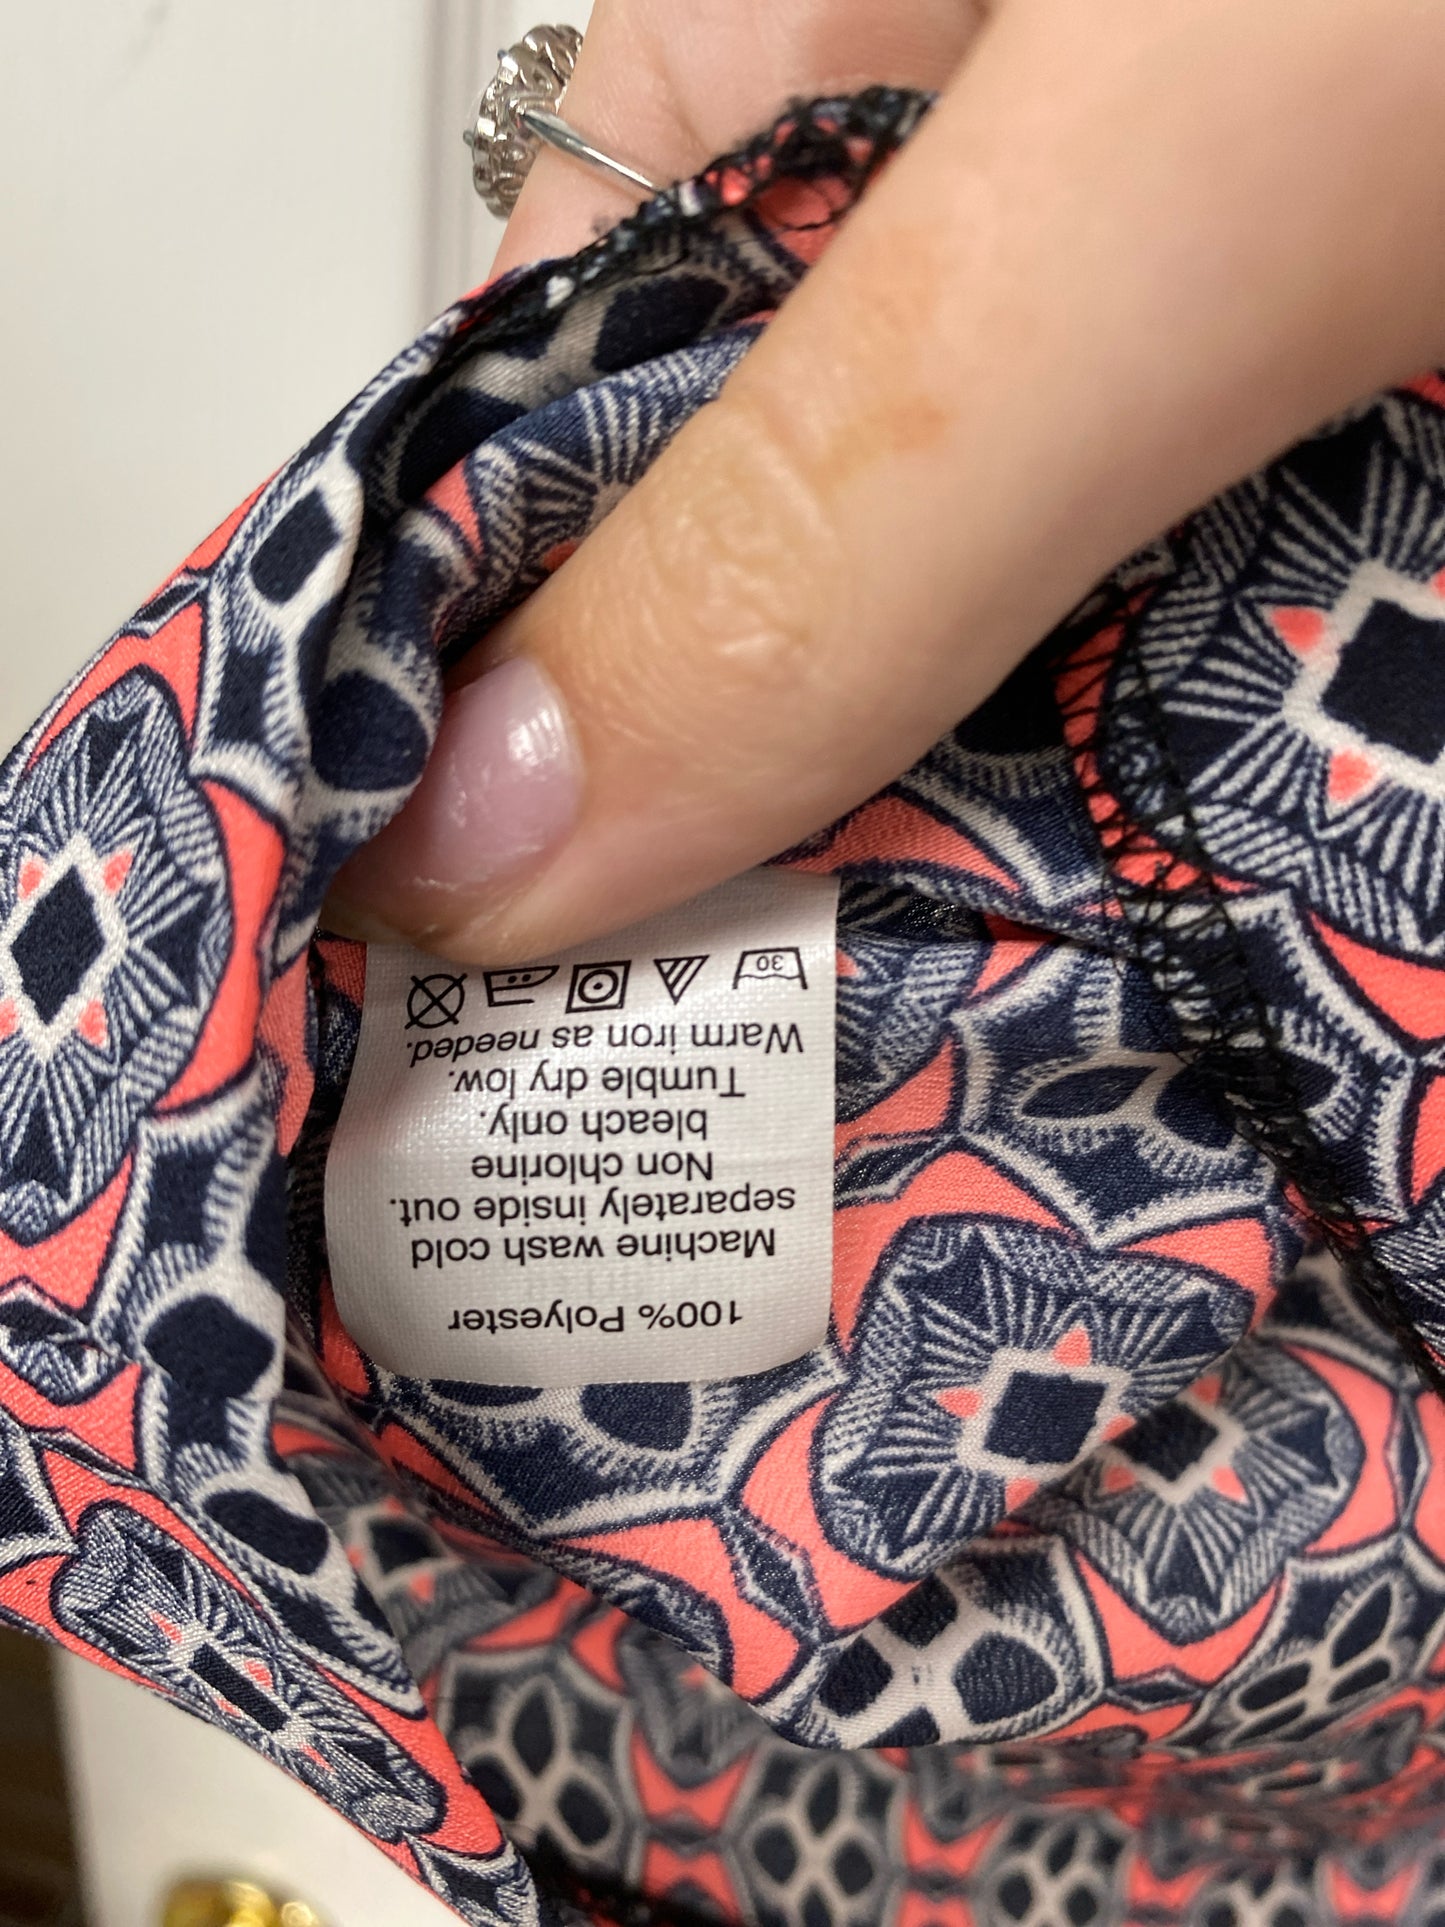 100% Polyester
Machine wash cold
separately inside out.
Non chlorine
bleach only.
Tumble dry low.
Warm iron as needed.
30